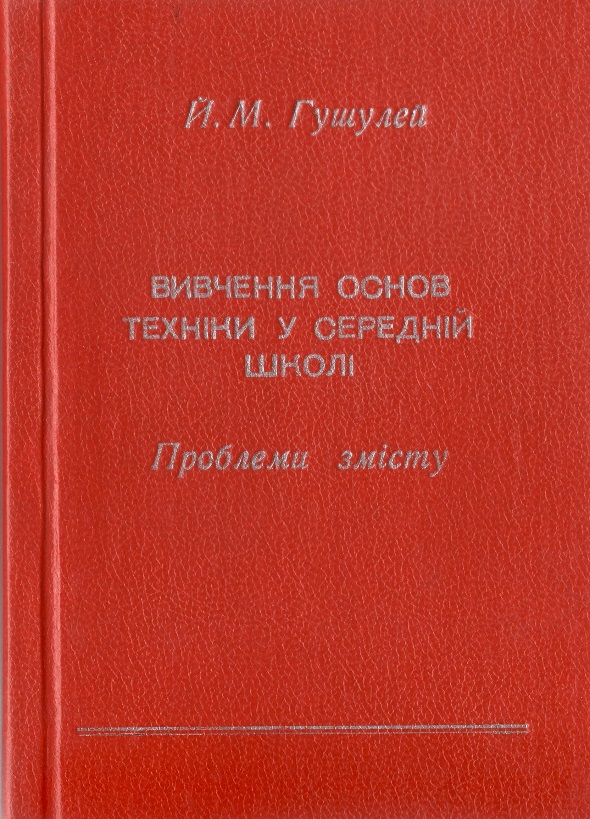 Й. М. Гушулей
ВИВЧЕННЯ ОСНОВ
ТЕХНІКИ У СЕРЕДНІЙ
ШКОЛІ
Проблеми змісту